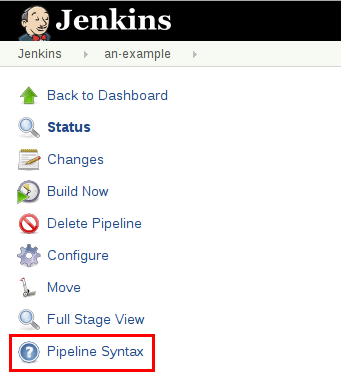 Jenkins
Jenkins an-example
Back to Dashboard
Status
Changes
Build Now
Delete Pipeline
Configure
Move
Full Stage View
? Pipeline Syntax